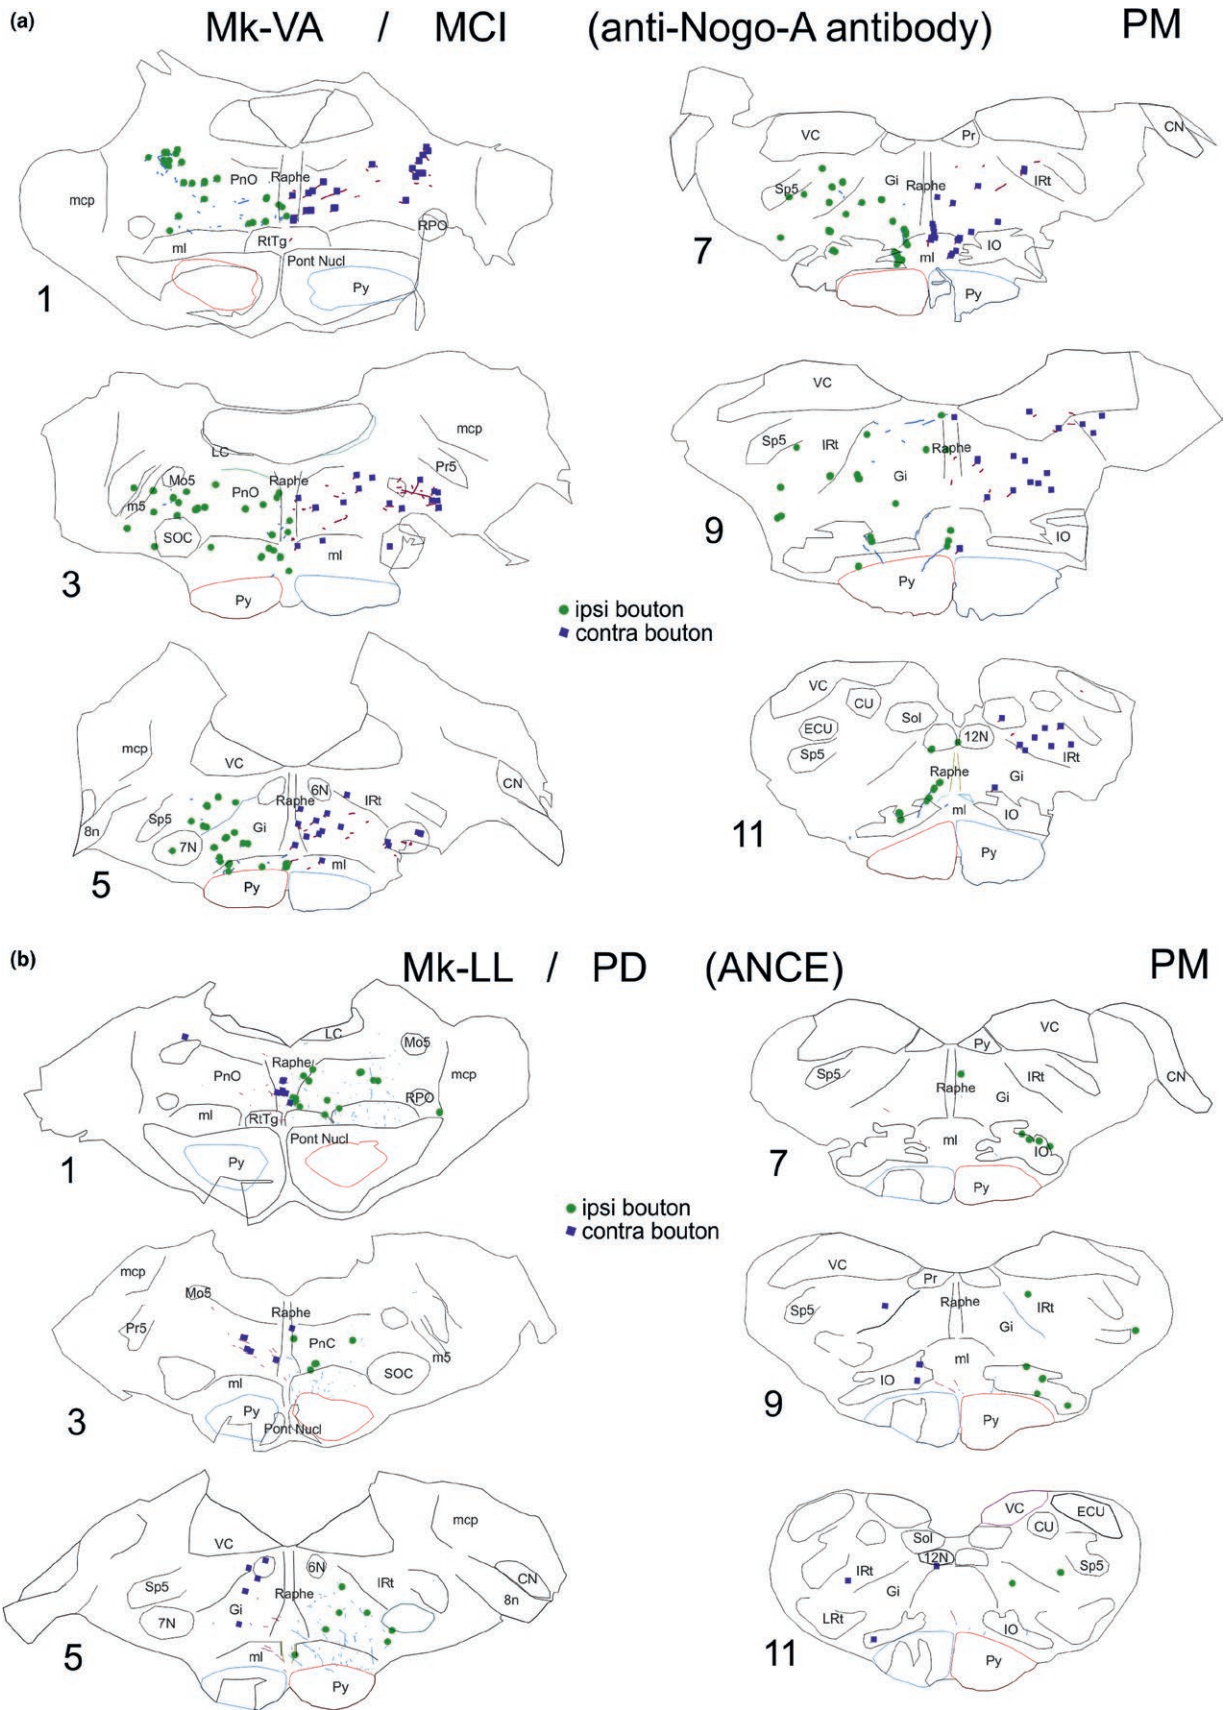 (a)
Mk-VA / MCI (anti-Nogo-A antibody) PM
mcp
PnO
Raphe
RPO
ml
RtTg
Pont Nucl
Py
1
VC
Pr
CN
Sp5
Gi
Raphe
IRt
IO
ml
Py
7
LC
mcp
Mo5
Pr5
PnO
Raphe
m5
SOC
ml
Py
3
VC
Sp5
IRt
Raphe
Gi
IO
Py
9
ipsi bouton
contra bouton
mcp
VC
CN
6N
Raphe
IRt
Sp5
8n
7N
Gi
ml
Py
5
VC
CU
ECU
Sol
12N
Sp5
IRt
Raphe
Gi
ml
IO
Py
11
(b)
Mk-LL / PD (ANCE) PM
LC
Mo5
Raphe
PnO
mcp
RPO
ml
RtTg
Pont Nucl
Py
1
VC
Py
Sp5
IRt
CN
Raphe
Gi
ml
IO
Py
7
ipsi bouton
contra bouton
mcp
Mo5
Raphe
Pr5
PnC
m5
SOC
ml
Py
Pont Nucl
3
VC
Pr
Raphe
Sp5
IRt
Gi
ml
IO
Py
9
mcp
VC
6N
Sp5
Raphe
IRt
CN
8n
Gi
7N
ml
Py
5
VC
ECU
CU
Sol
12N
IRt
Sp5
Gi
LRt
IO
Py
11